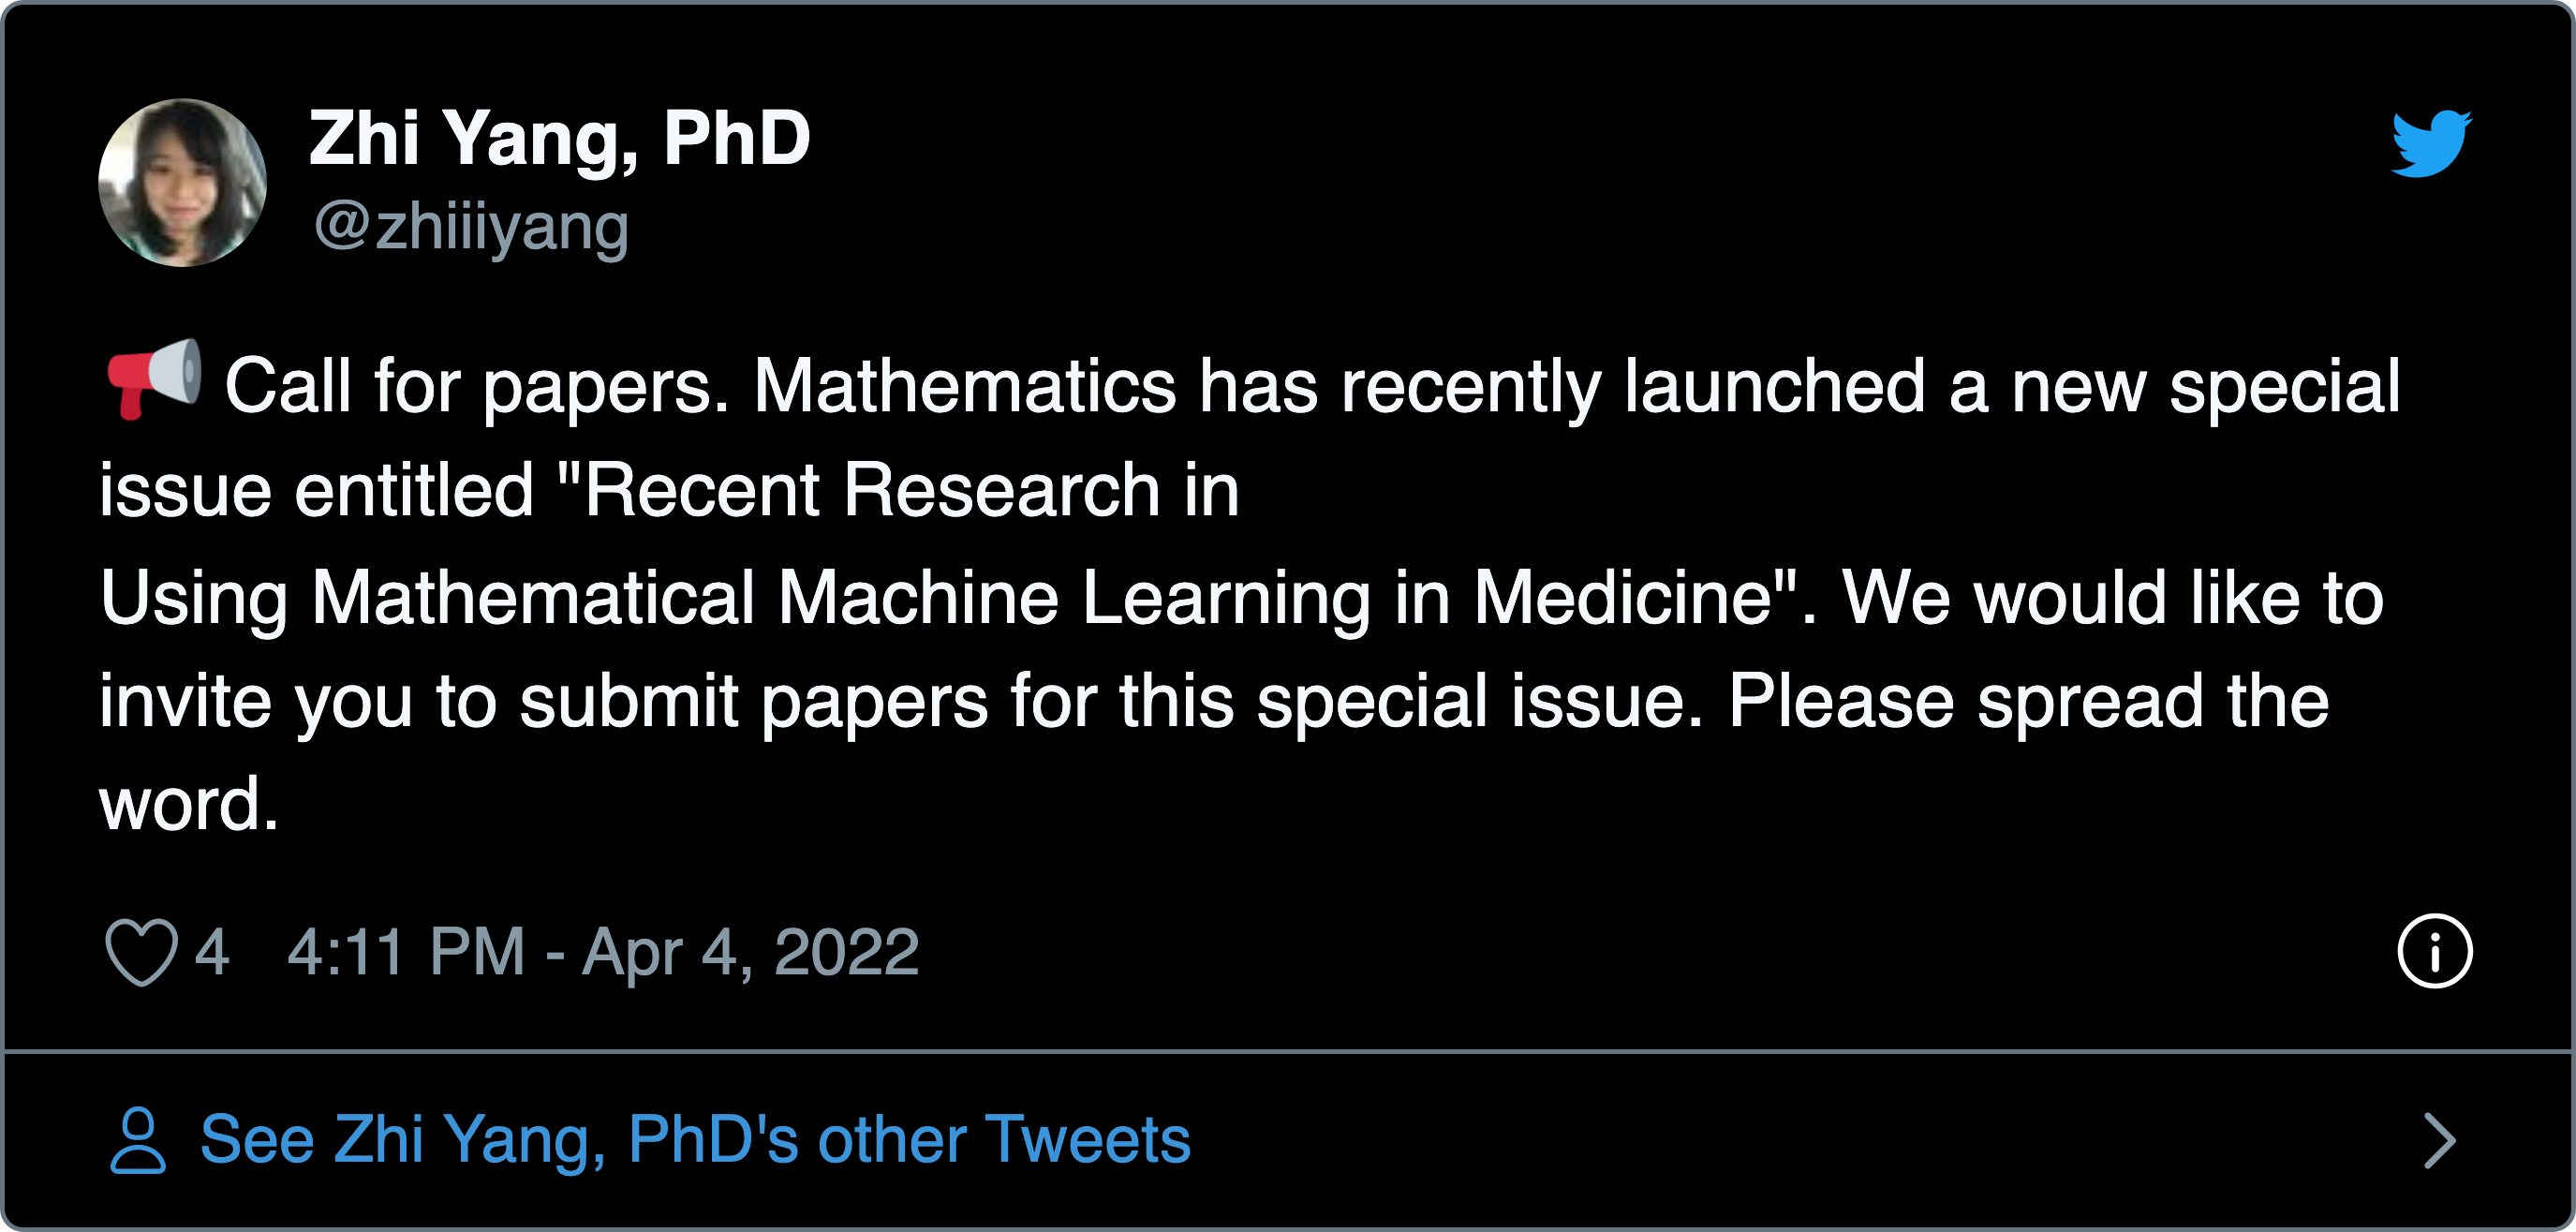 Zhi Yang, PhD
@zhiiiyang
📢 Call for papers. Mathematics has recently launched a new special
issue entitled "Recent Research in
Using Mathematical Machine Learning in Medicine". We would like to
invite you to submit papers for this special issue. Please spread the
word.
4 4:11 PM - Apr 4, 2022
See Zhi Yang, PhD's other Tweets